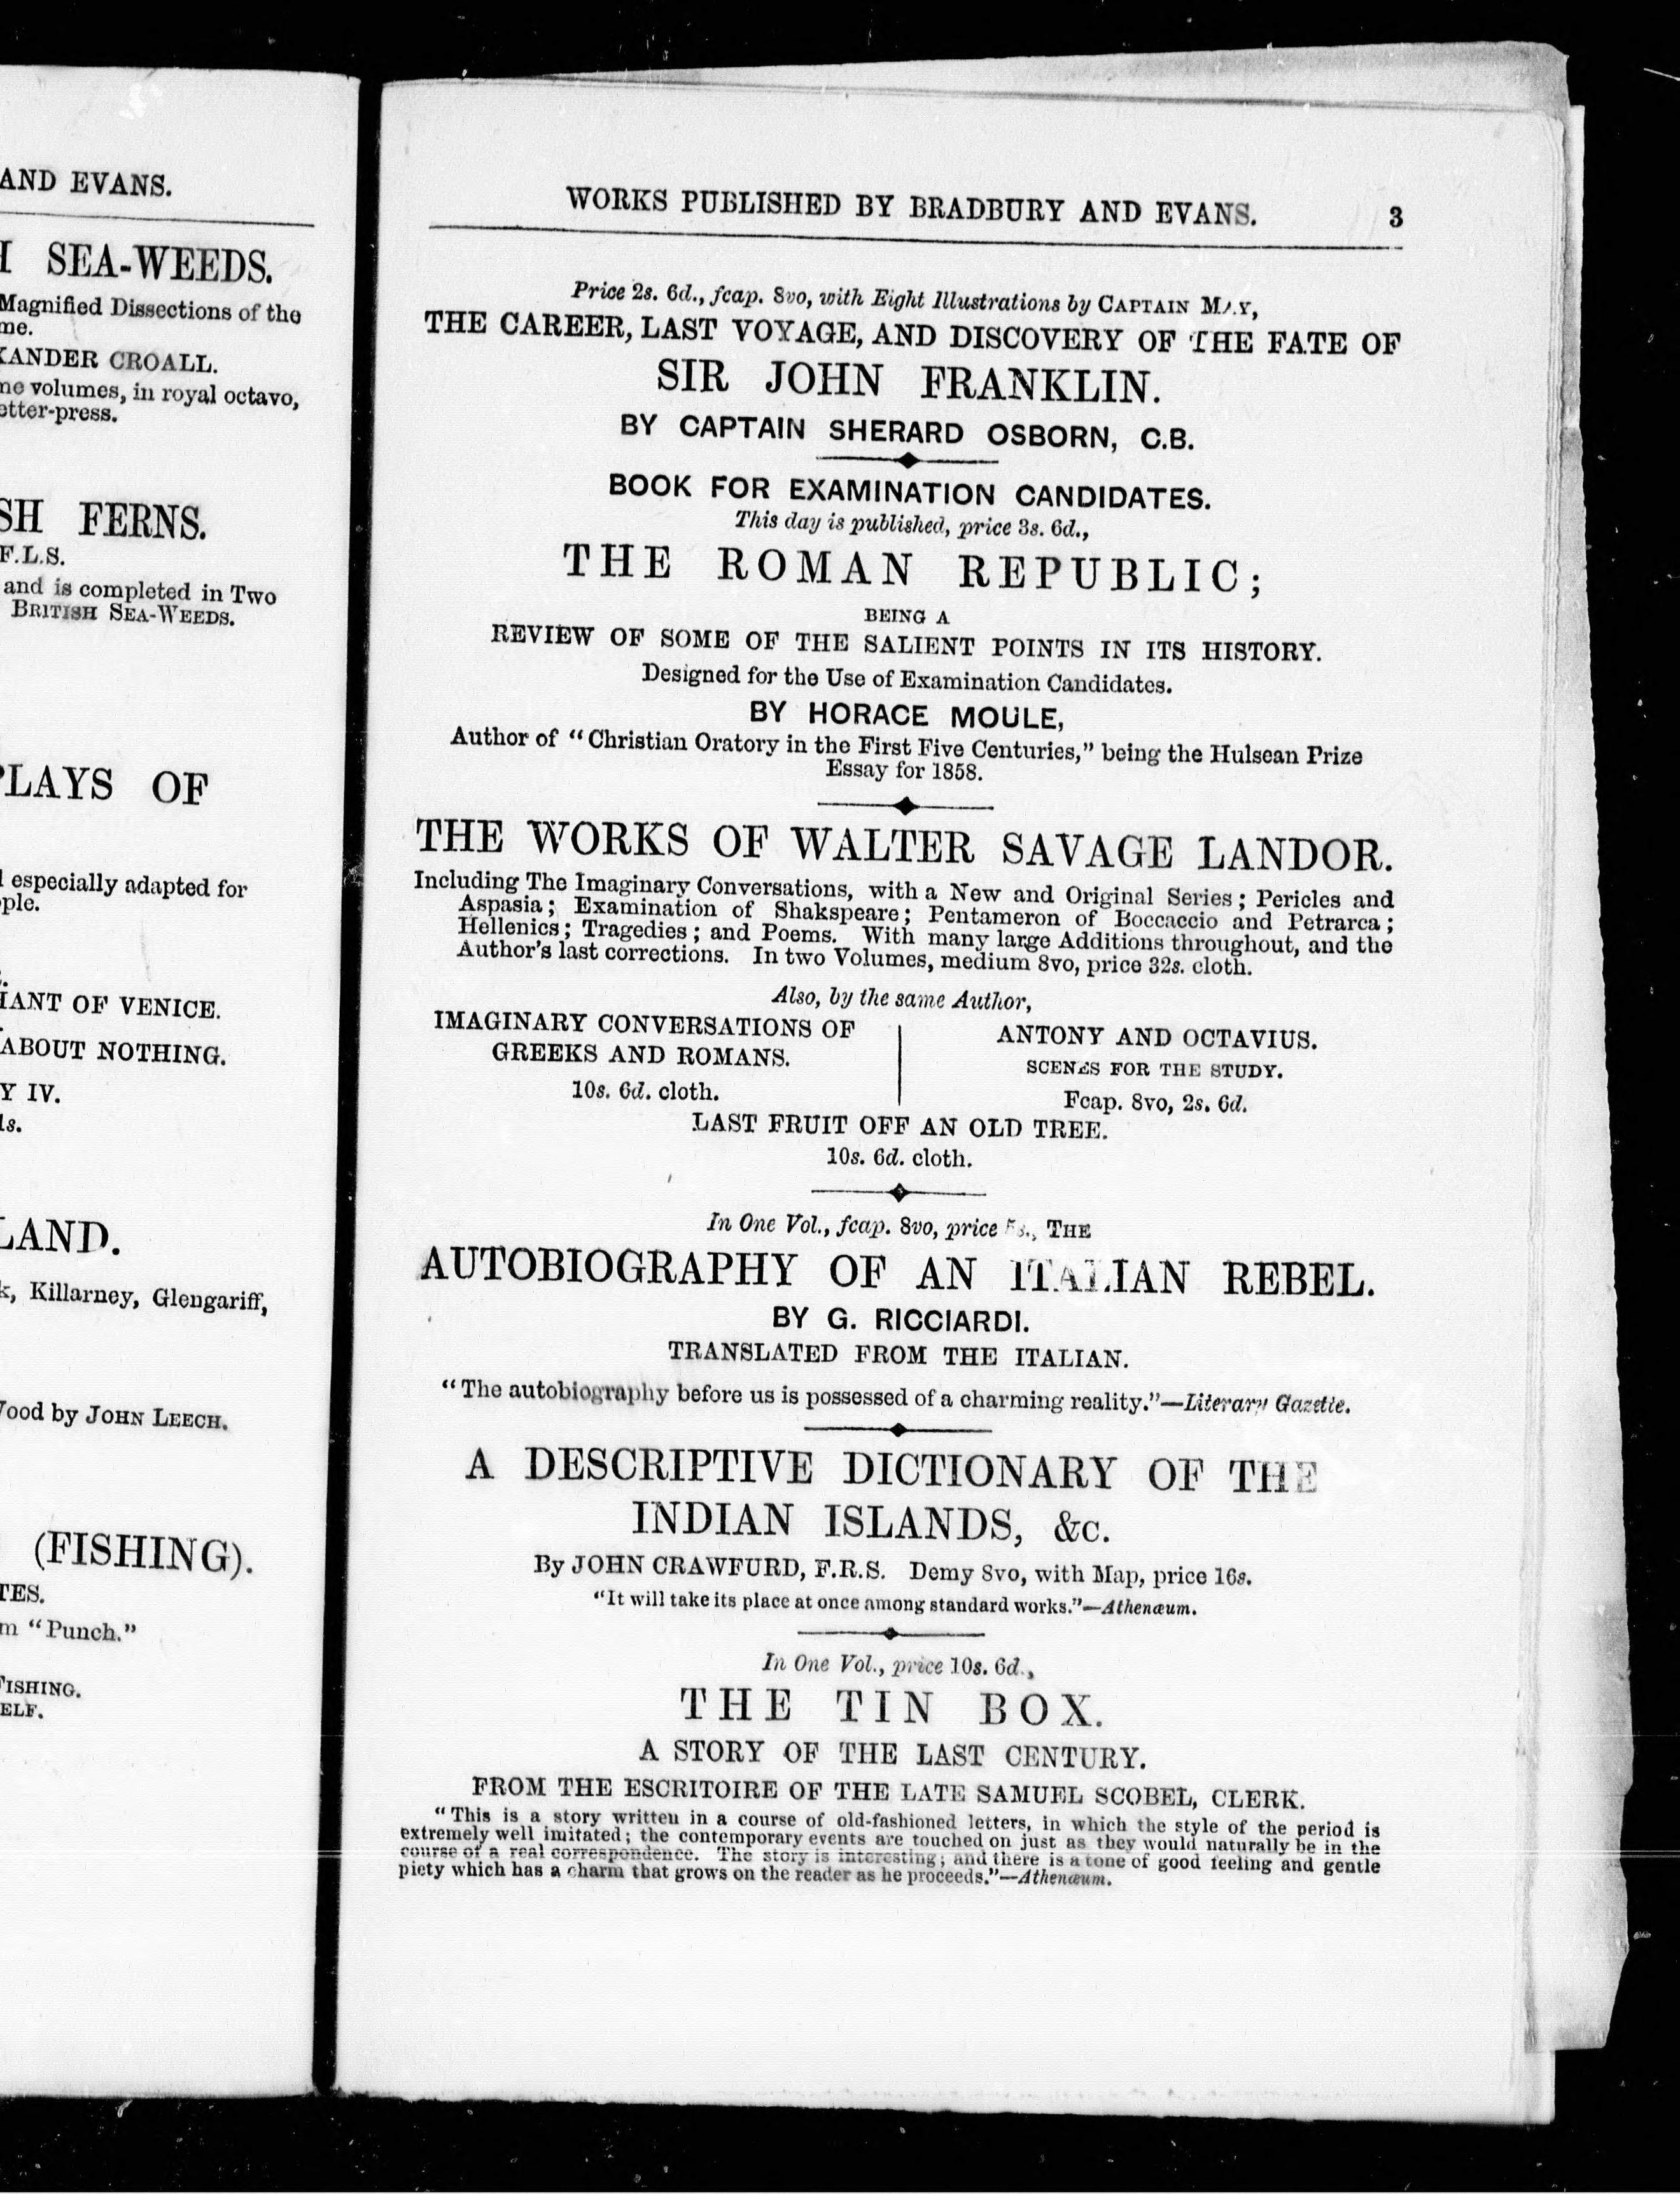 AND EVANS.
SEA-WEEDS.
Magnified Dissections of the
me.
XANDER CROALL.
ne volumes, in royal octavo,
etter-press.
SH FERNS.
F.L.S.
and is completed in Two
BRITISH SEA-WEEDS.
PLAYS OF
l especially adapted for
ple.
HANT OF VENICE.
ABOUT NOTHING.
Y IV.
ls.
LAND.
k, Killarney, Glengariff,
Wood by JOHN LEECH.
(FISHING).
TES.
m "Punch."
FISHING.
ELF.
WORKS PUBLISHED BY BRADBURY AND EVANS. 3
Price 2s. 6d., fcap. 8vo, with Eight Illustrations by CAPTAIN MAY,
THE CAREER, LAST VOYAGE, AND DISCOVERY OF THE FATE OF
SIR JOHN FRANKLIN.
BY CAPTAIN SHERARD OSBORN, C.B.
BOOK FOR EXAMINATION CANDIDATES.
This day is published, price 3s. 6d.,
THE ROMAN REPUBLIC;
BEING A
REVIEW OF SOME OF THE SALIENT POINTS IN ITS HISTORY.
Designed for the Use of Examination Candidates.
BY HORACE MOULE,
Author of "Christian Oratory in the First Five Centuries," being the Hulsean Prize
Essay for 1858.
THE WORKS OF WALTER SAVAGE LANDOR.
Including The Imaginary Conversations, with a New and Original Series; Pericles and
Aspasia; Examination of Shakspeare; Pentameron of Boccaccio and Petrarca;
Hellenics; Tragedies; and Poems. With many large Additions throughout, and the
Author's last corrections. In two Volumes, medium 8vo, price 32s. cloth.
Also, by the same Author,
IMAGINARY CONVERSATIONS OF
GREEKS AND ROMANS.
10s. 6d. cloth.
ANTONY AND OCTAVIUS.
SCENES FOR THE STUDY.
Fcap. 8vo, 2s. 6d.
LAST FRUIT OFF AN OLD TREE.
10s. 6d. cloth.
In One Vol., fcap. 8vo, price 5s., THE
AUTOBIOGRAPHY OF AN ITALIAN REBEL.
BY G. RICCIARDI.
TRANSLATED FROM THE ITALIAN.
"The autobiography before us is possessed of a charming reality."—Literary Gazette.
A DESCRIPTIVE DICTIONARY OF THE
INDIAN ISLANDS, &c.
By JOHN CRAWFURD, F.R.S. Demy 8vo, with Map, price 16s.
"It will take its place at once among standard works."—Athenæum.
In One Vol., price 10s. 6d.,
THE TIN BOX.
A STORY OF THE LAST CENTURY.
FROM THE ESCRITOIRE OF THE LATE SAMUEL SCOBEL, CLERK.
"This is a story written in a course of old-fashioned letters, in which the style of the period is
extremely well imitated; the contemporary events are touched on just as they would naturally be in the
course of a real correspondence. The story is interesting; and there is a tone of good feeling and gentle
piety which has a charm that grows on the reader as he proceeds."—Athenæum.